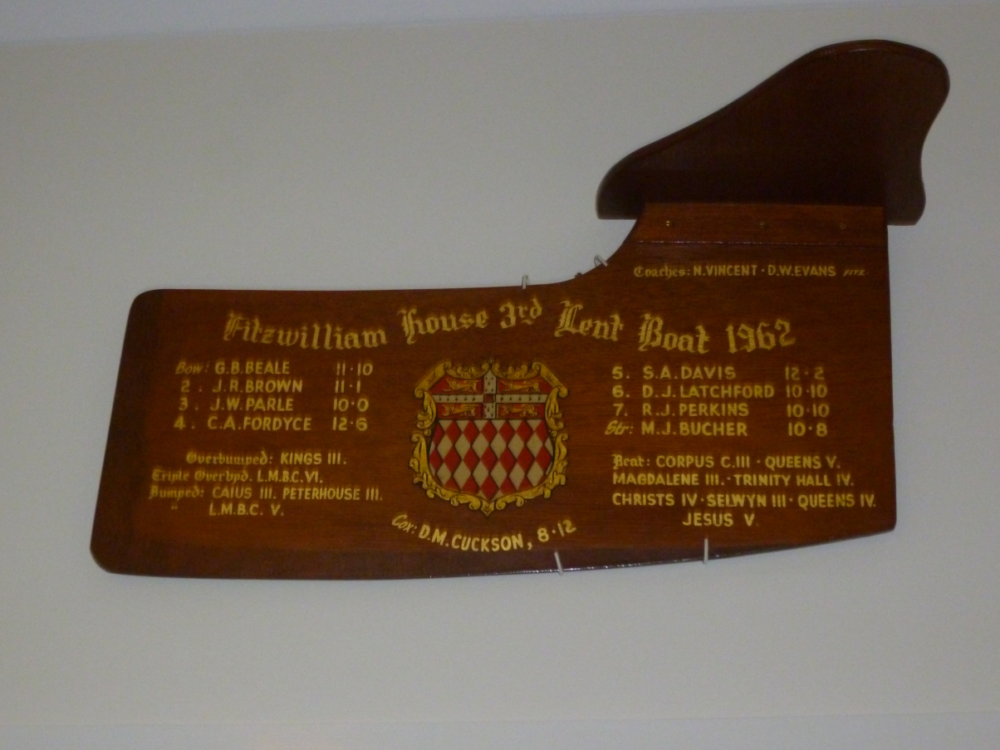 Coaches: N.VINCENT · D.W.EVANS FITZ.
Fitzwilliam House 3rd Lent Boat 1962
Bow: G.B.BEALE 11·10
2. J.R.BROWN 11·1
3. J.W.PARLE 10·0
4. C.A.FORDYCE 12·6
5. S.A.DAVIS 12·2
6. D.J.LATCHFORD 10·10
7. R.J.PERKINS 10·10
Str: M.J.BUCHER 10·8
Overbumped: KINGS III.
Triple Overbpd. L.M.B.C.VI.
Bumped: CAIUS III. PETERHOUSE III.
" L.M.B.C. V.
Beat: CORPUS C.III · QUEENS V.
MAGDALENE III. · TRINITY HALL IV.
CHRISTS IV · SELWYN III · QUEENS IV.
JESUS V.
Cox: D.M.CUCKSON, 8·12